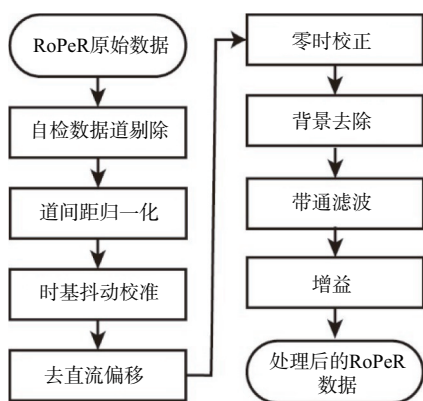 RoPeR原始数据
自检数据道剔除
道间距归一化
时基抖动校准
去直流偏移
零时校正
背景去除
带通滤波
增益
处理后的RoPeR
数据